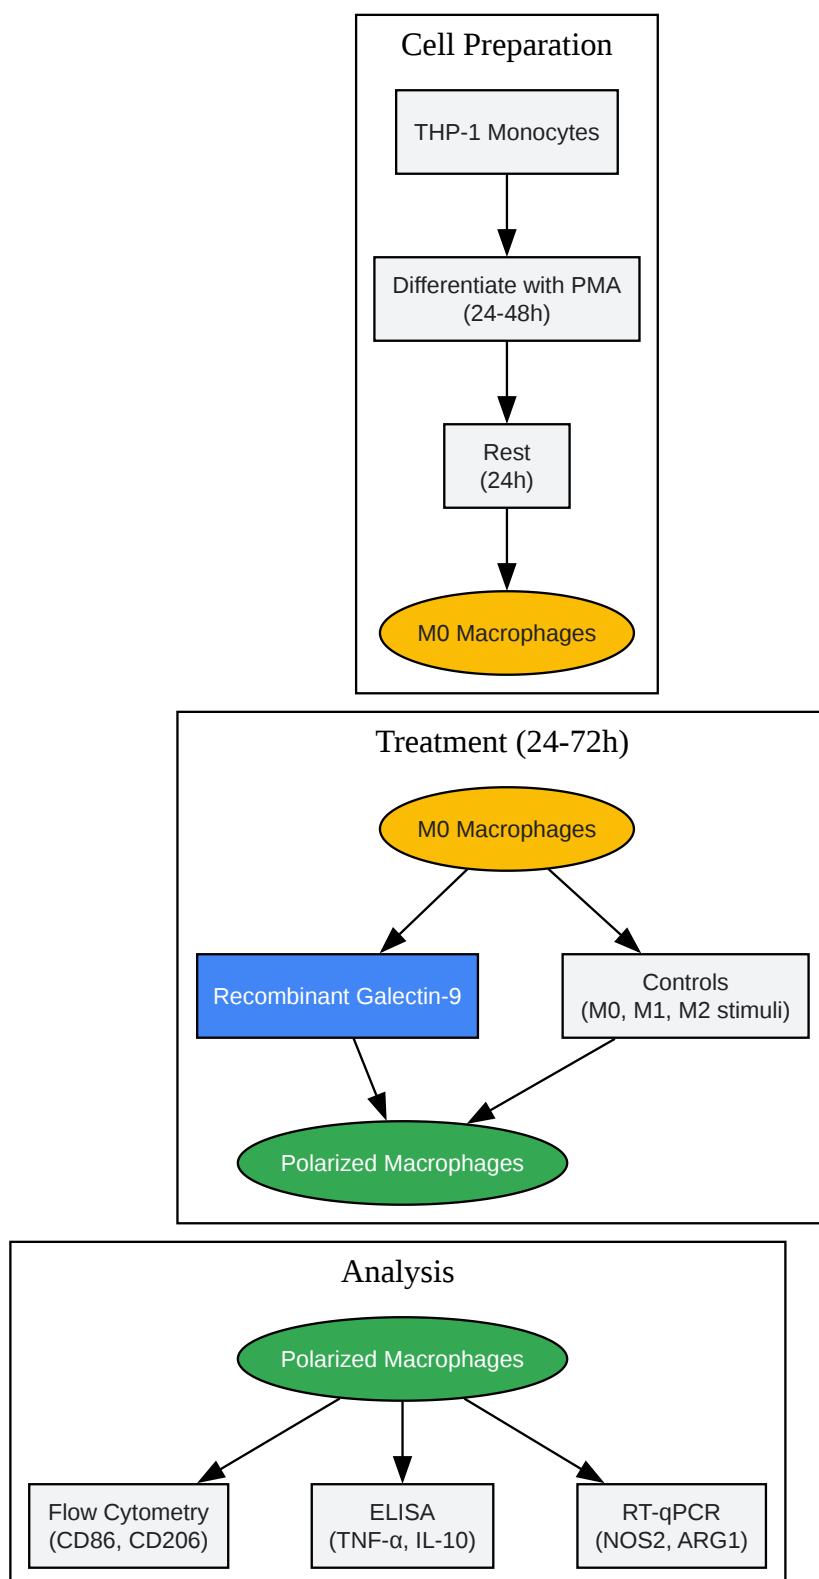 Cell Preparation
THP-1 Monocytes
Differentiate with PMA
(24-48h)
Rest
(24h)
M0 Macrophages
Treatment (24-72h)
M0 Macrophages
Recombinant Galectin-9
Controls
(M0, M1, M2 stimuli)
Polarized Macrophages
Analysis
Polarized Macrophages
Flow Cytometry
(CD86, CD206)
ELISA
(TNF-α, IL-10)
RT-qPCR
(NOS2, ARG1)